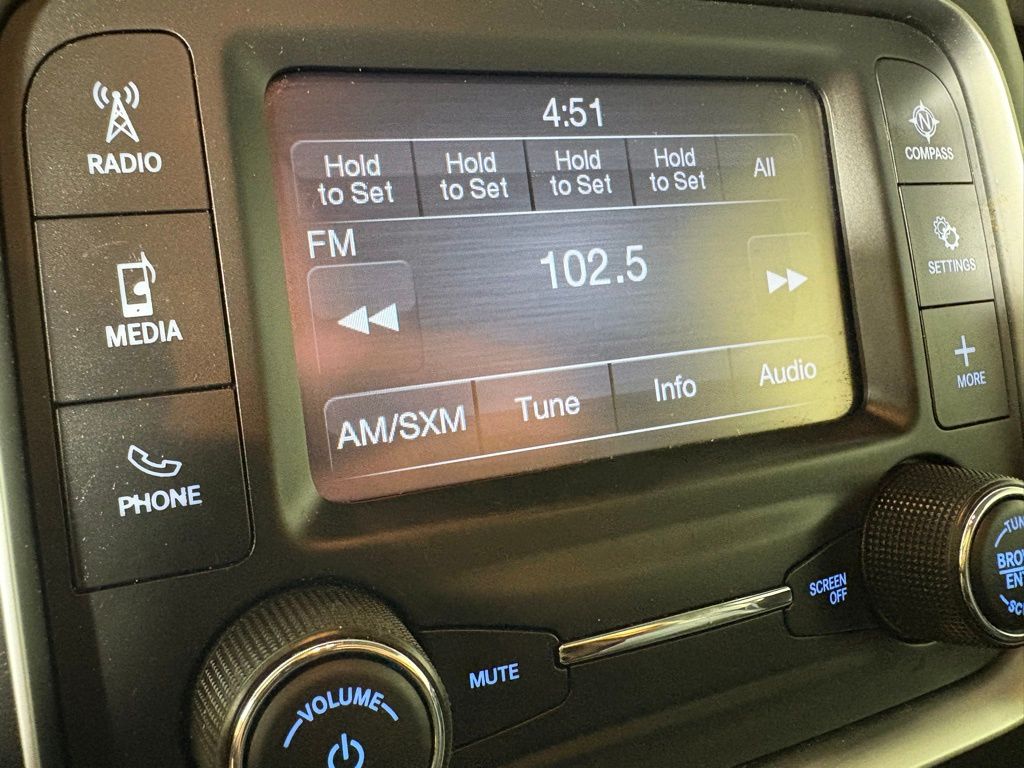 4:51
RADIO
Hold
to Set
Hold
to Set
Hold
to Set
Hold
to Set
All
N
COMPASS
FM
102.5
SETTINGS
MEDIA
AM/SXM
Tune
Info
Audio
MORE
PHONE
SCREEN
OFF
MUTE
VOLUME